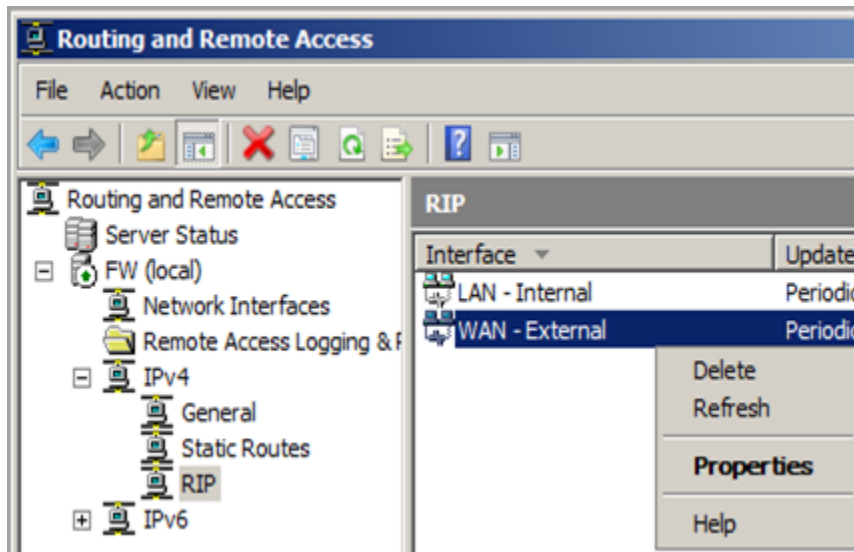 Routing and Remote Access
File Action View Help
Routing and Remote Access
Server Status
FW (local)
Network Interfaces
Remote Access Logging &
IPv4
General
Static Routes
RIP
IPv6
RIP
Interface Update
LAN - Internal Periodic
WAN - External Periodic
Delete
Refresh
Properties
Help